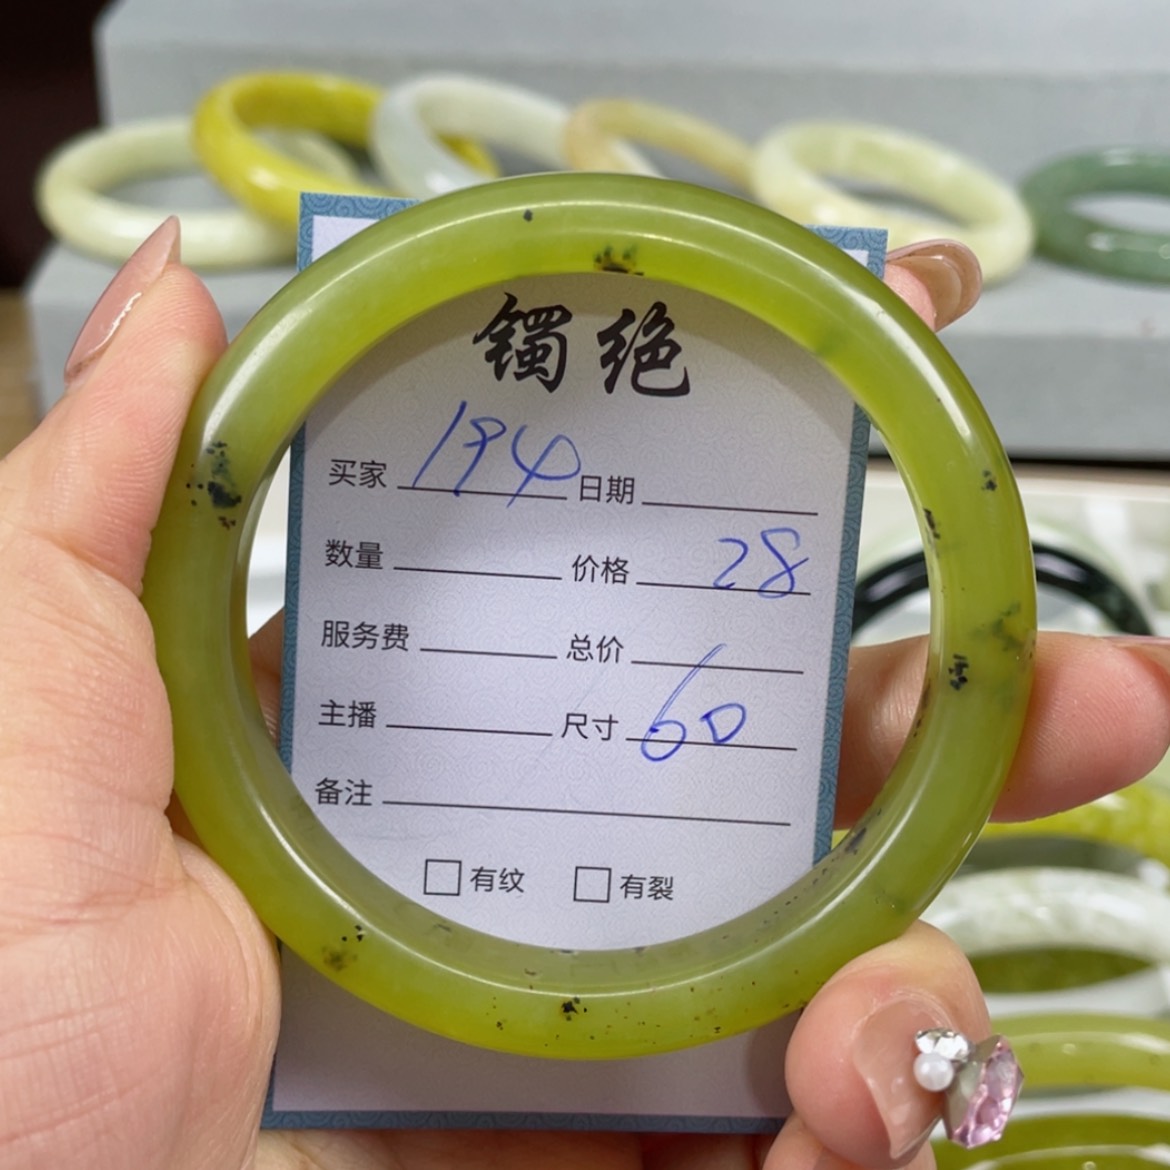 镯绝
买家 194 日期
数量 价格 28
服务费 总价
主播 尺寸 60
备注
有纹 有裂